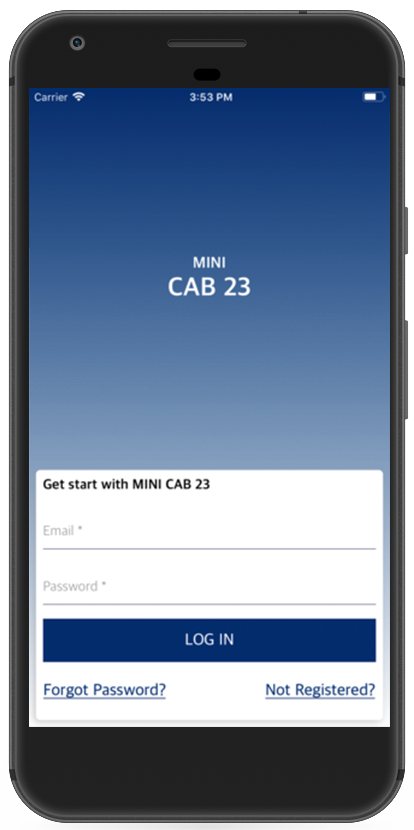 Carrier 3:53 PM
MINI
CAB 23
Get start with MINI CAB 23
Email *
Password *
LOG IN
Forgot Password? Not Registered?